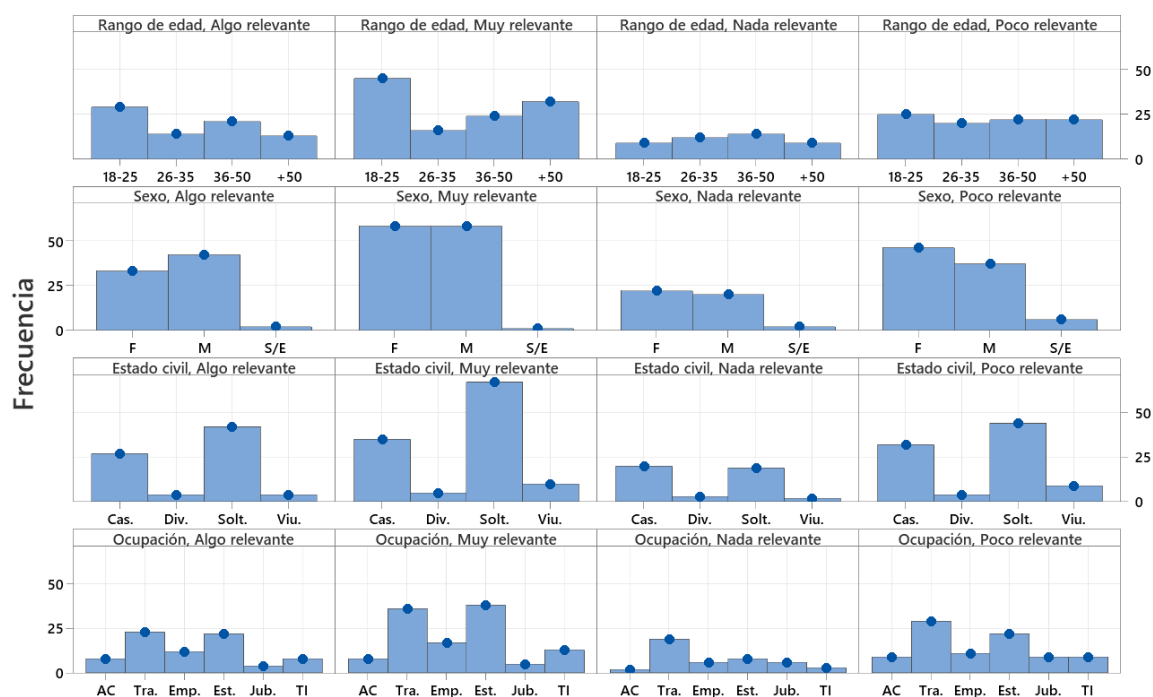 Rango de edad, Algo relevante Rango de edad, Muy relevante Rango de edad, Nada relevante Rango de edad, Poco relevante
50
25
0
18-25 26-35 36-50 +50 18-25 26-35 36-50 +50 18-25 26-35 36-50 +50 18-25 26-35 36-50 +50
Sexo, Algo relevante Sexo, Muy relevante Sexo, Nada relevante Sexo, Poco relevante
50
25
0
F M S/E F M S/E F M S/E F M S/E
Frecuencia
Estado civil, Algo relevante Estado civil, Muy relevante Estado civil, Nada relevante Estado civil, Poco relevante
50
25
0
Cas. Div. Solt. Viu. Cas. Div. Solt. Viu. Cas. Div. Solt. Viu. Cas. Div. Solt. Viu.
Ocupación, Algo relevante Ocupación, Muy relevante Ocupación, Nada relevante Ocupación, Poco relevante
50
25
0
AC Tra. Emp. Est. Jub. TI AC Tra. Emp. Est. Jub. TI AC Tra. Emp. Est. Jub. TI AC Tra. Emp. Est. Jub. TI